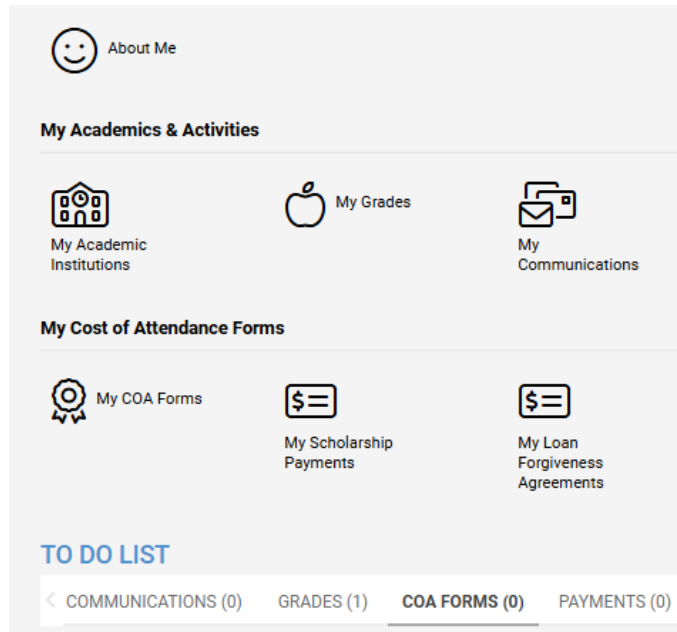 About Me
My Academics & Activities
My Academic
Institutions
My Grades
My
Communications
My Cost of Attendance Forms
My COA Forms
My Scholarship
Payments
My Loan
Forgiveness
Agreements
TO DO LIST
COMMUNICATIONS (0) GRADES (1) COA FORMS (0) PAYMENTS (0)